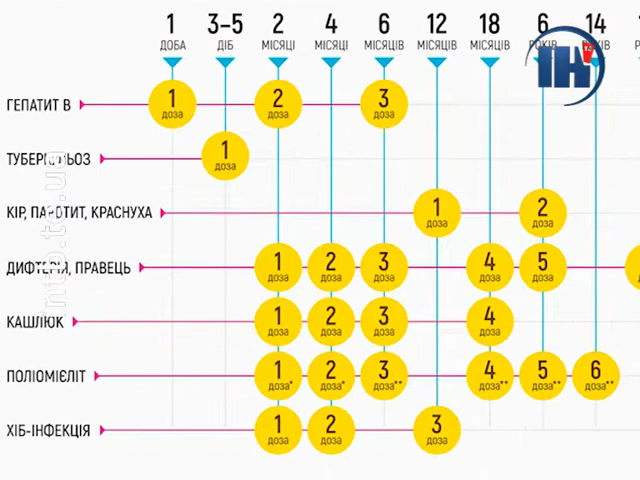 1 3–5 2 4 6 12 18 6 14
ДОБА ДІБ МІСЯЦІ МІСЯЦІ МІСЯЦІВ МІСЯЦІВ МІСЯЦІВ
ГЕПАТИТ В 1 доза 2 доза 3 доза
1 доза
КІР, ПАРОТИТ, КРАСНУХА 1 доза 2 доза
ДИФТЕРІЯ, ПРАВЕЦЬ 1 доза 2 доза 3 доза 4 доза 5 доза
КАШЛЮК 1 доза 2 доза 3 доза 4 доза
ПОЛІОМІЄЛІТ 1 доза* 2 доза* 3 доза** 4 доза** 5 доза** 6 доза**
ХІБ-ІНФЕКЦІЯ 1 доза 2 доза 3 доза